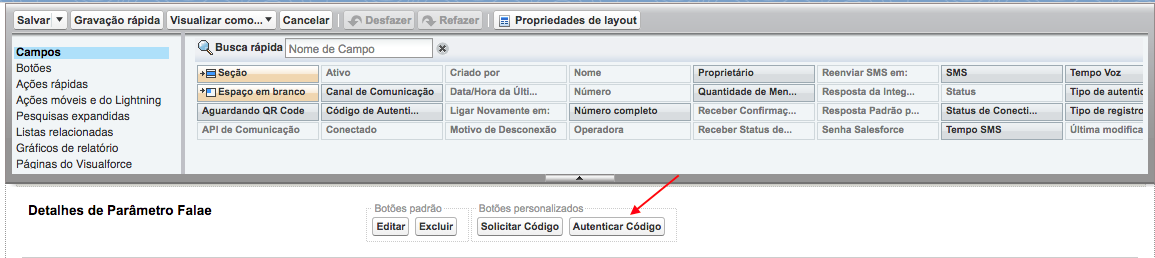 Salvar Gravação rápida Visualizar como... Cancelar Desfazer Refazer Propriedades de layout
Campos
Botões
Ações rápidas
Ações móveis e do Lightning
Pesquisas expandidas
Listas relacionadas
Gráficos de relatório
Páginas do Visualforce
Busca rápida Nome de Campo
Seção Ativo Criado por Nome Proprietário Reenviar SMS em: SMS Tempo Voz
Espaço em branco Canal de Comunicação Data/Hora da Últi... Número Quantidade de Men... Resposta da Integ... Status Tipo de autentic
Aguardando QR Code Código de Autenti... Ligar Novamente em: Número completo Receber Confirmaç... Resposta Padrão p... Status de Conecti... Tipo de registro
API de Comunicação Conectado Motivo de Desconexão Operadora Receber Status de... Senha Salesforce Tempo SMS Última modifica
Detalhes de Parâmetro Falae
Botões padrão Botões personalizados
Editar Excluir Solicitar Código Autenticar Código